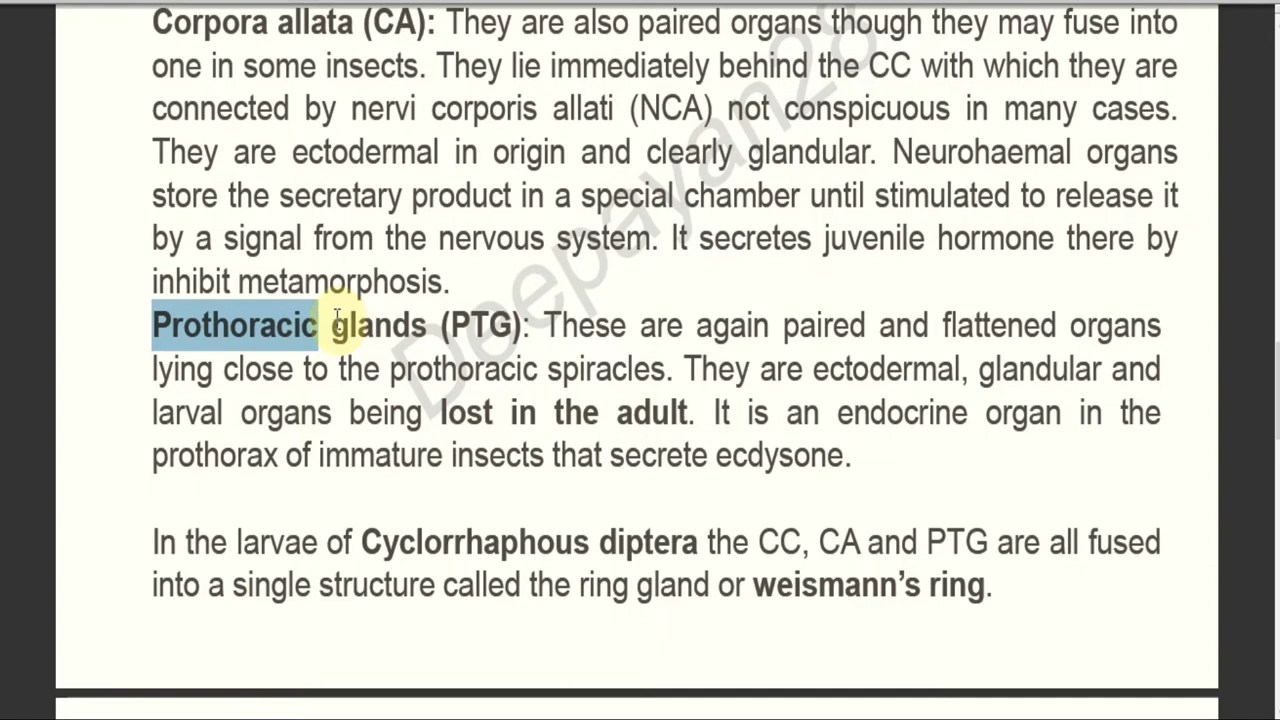 Corpora allata (CA): They are also paired organs though they may fuse into
one in some insects. They lie immediately behind the CC with which they are
connected by nervi corporis allati (NCA) not conspicuous in many cases.
They are ectodermal in origin and clearly glandular. Neurohaemal organs
store the secretary product in a special chamber until stimulated to release it
by a signal from the nervous system. It secretes juvenile hormone there by
inhibit metamorphosis.
Prothoracic glands (PTG): These are again paired and flattened organs
lying close to the prothoracic spiracles. They are ectodermal, glandular and
larval organs being lost in the adult. It is an endocrine organ in the
prothorax of immature insects that secrete ecdysone.
In the larvae of Cyclorrhaphous diptera the CC, CA and PTG are all fused
into a single structure called the ring gland or weismann’s ring.
Deepayan28